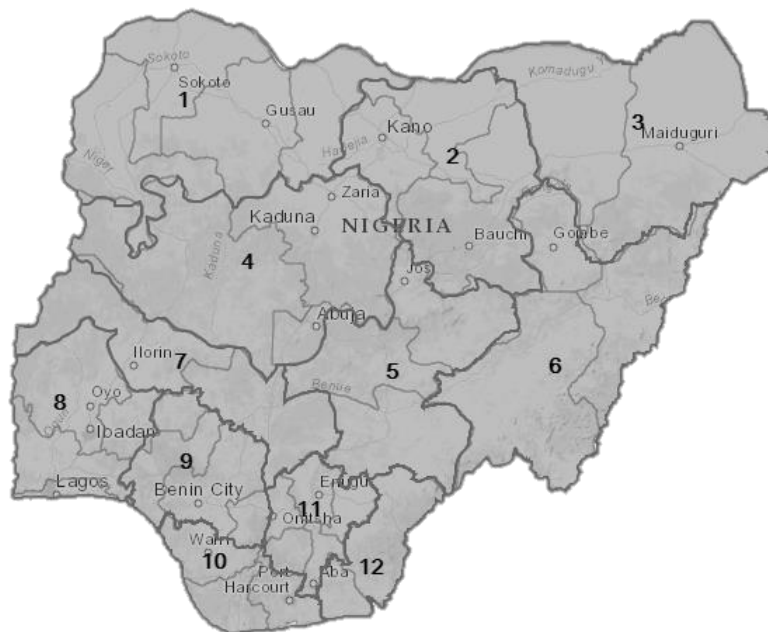 Sokoto
Komadugu
Sokoto
1
3
Gusau
Kano
Maiduguri
Hadejia
2
Niger
Zaria
Kaduna
NIGERIA
Bauchi
Gombe
Kaduna
4
Jos
Abuja
Ilorin
7
5
6
Benue
8
Oyo
Ibadan
9
Lagos
Benin City
Enugu
11
Onitsha
Warri
10
12
Port
Harcourt
Aba